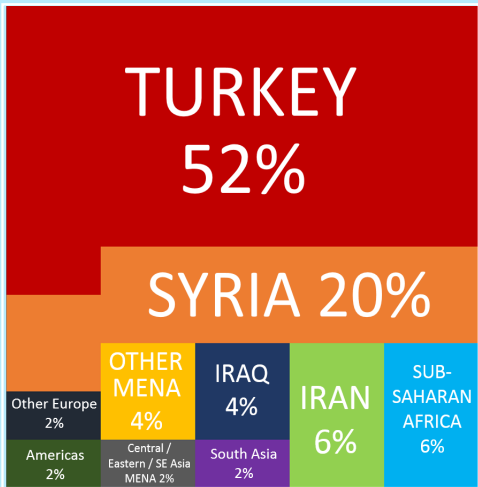 TURKEY
52%
SYRIA 20%
OTHER
MENA
4%
IRAQ
4%
IRAN
6%
SUB-
SAHARAN
AFRICA
6%
Other Europe
2%
Americas
2%
Central /
Eastern / SE Asia
MENA 2%
South Asia
2%